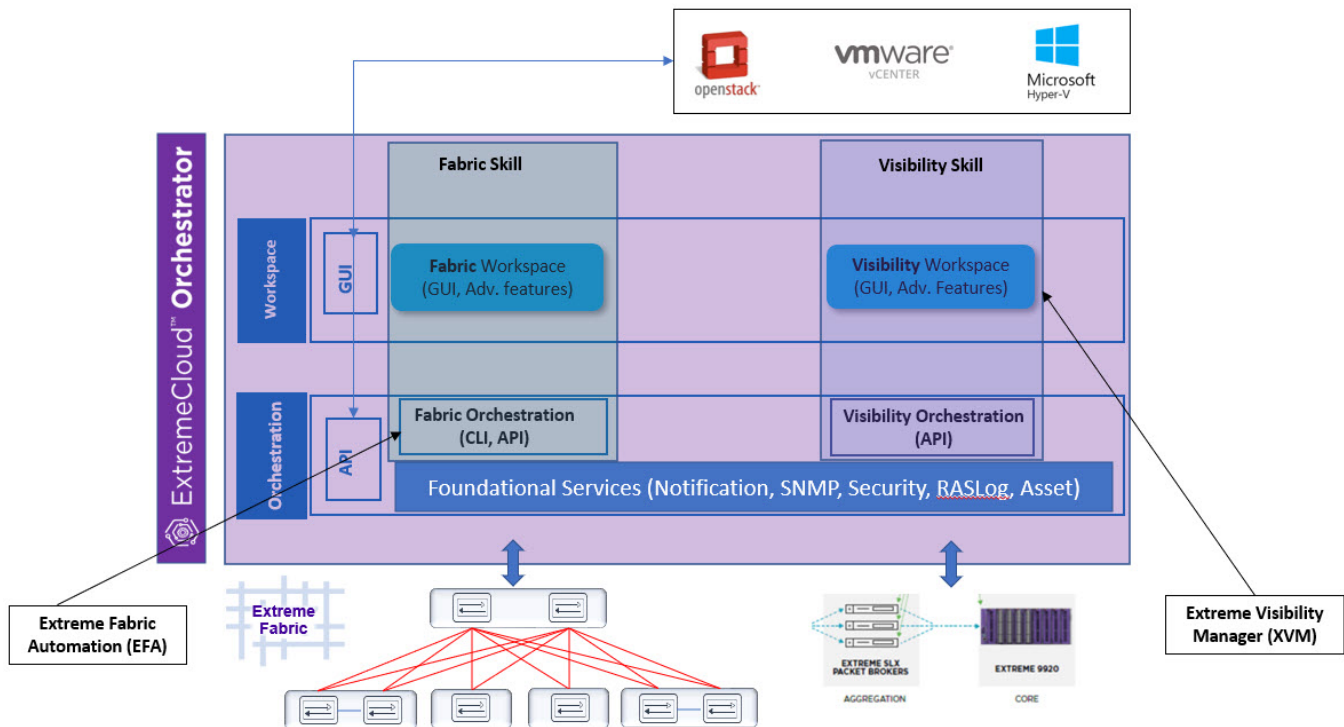 openstack™
vmware®
vCENTER
Microsoft
Hyper-V
ExtremeCloud™ Orchestrator
Fabric Skill
Visibility Skill
Workspace
GUI
Fabric Workspace
(GUI, Adv. features)
Visibility Workspace
(GUI, Adv. Features)
Orchestration
API
Fabric Orchestration
(CLI, API)
Visibility Orchestration
(API)
Foundational Services (Notification, SNMP, Security, RASLog, Asset)
Extreme Fabric
Automation (EFA)
Extreme
Fabric
EXTREME SLX
PACKET BROKERS
AGGREGATION
EXTREME 9920
CORE
Extreme Visibility
Manager (XVM)